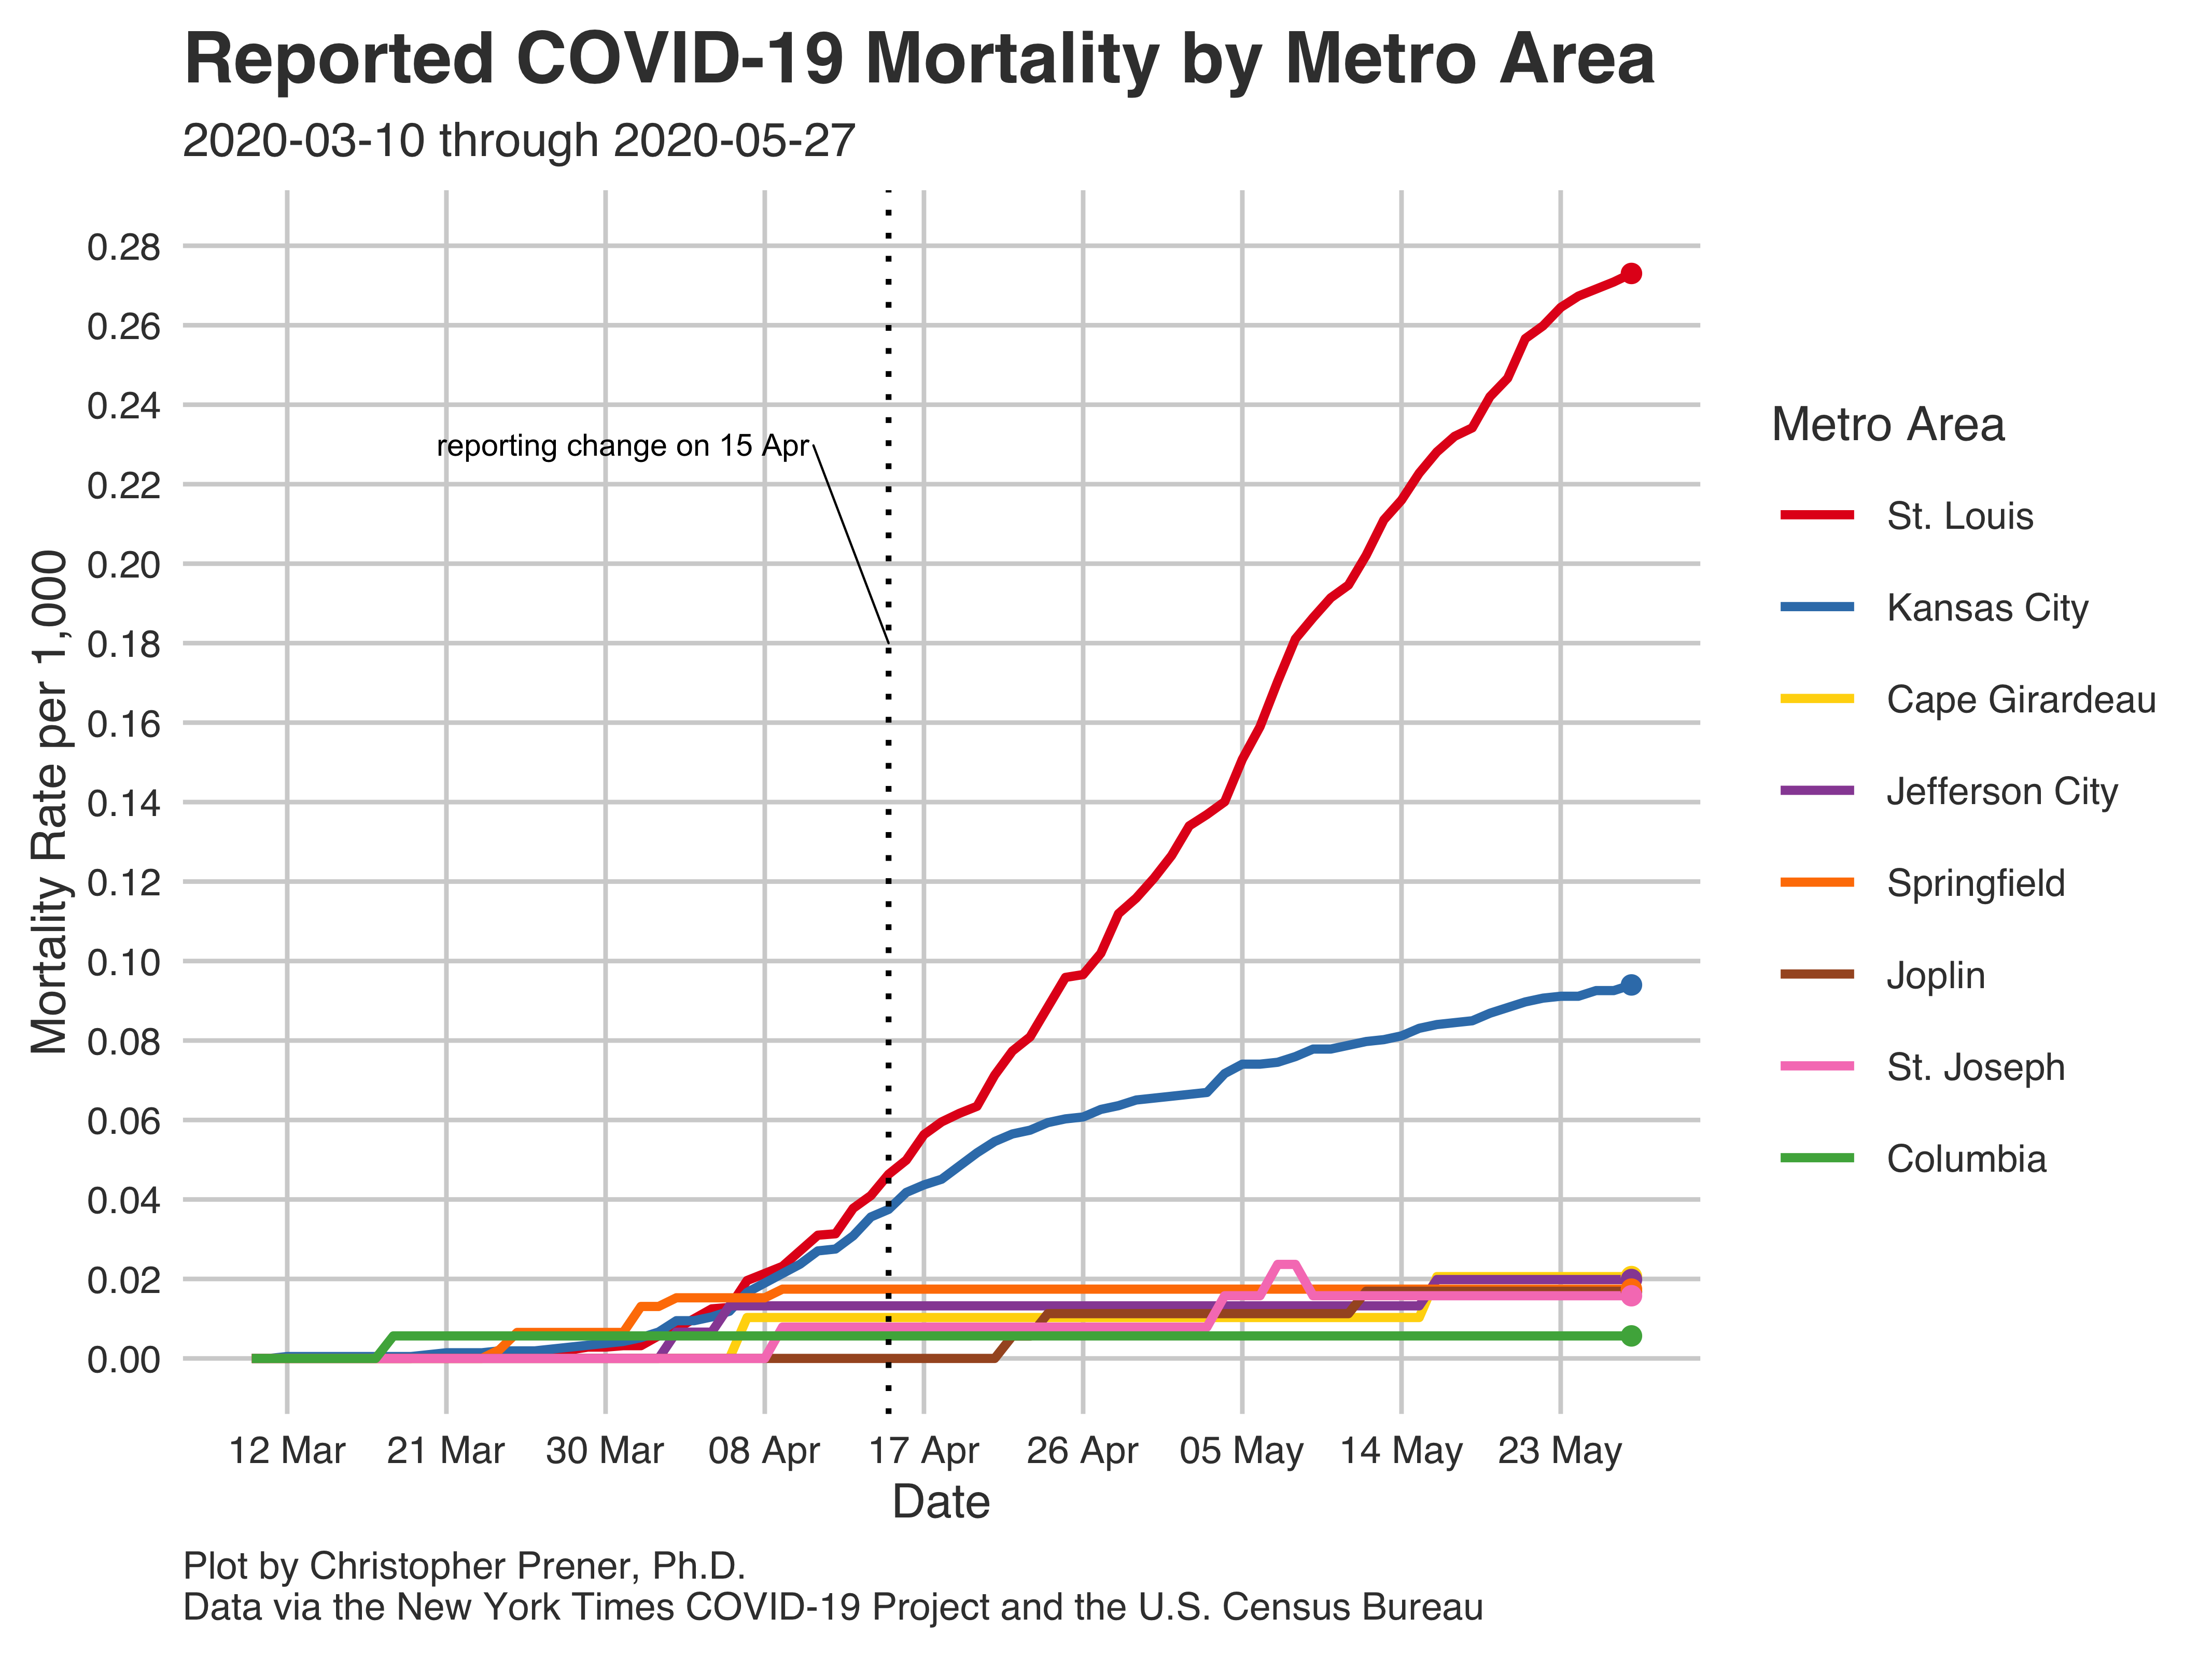 Reported COVID-19 Mortality by Metro Area
2020-03-10 through 2020-05-27
0.28
0.26
0.24
0.22
0.20
0.18
0.16
0.14
0.12
0.10
0.08
0.06
0.04
0.02
0.00
Mortality Rate per 1,000
reporting change on 15 Apr
12 Mar
21 Mar
30 Mar
08 Apr
17 Apr
26 Apr
05 May
14 May
23 May
Date
Metro Area
St. Louis
Kansas City
Cape Girardeau
Jefferson City
Springfield
Joplin
St. Joseph
Columbia
Plot by Christopher Prener, Ph.D.
Data via the New York Times COVID-19 Project and the U.S. Census Bureau